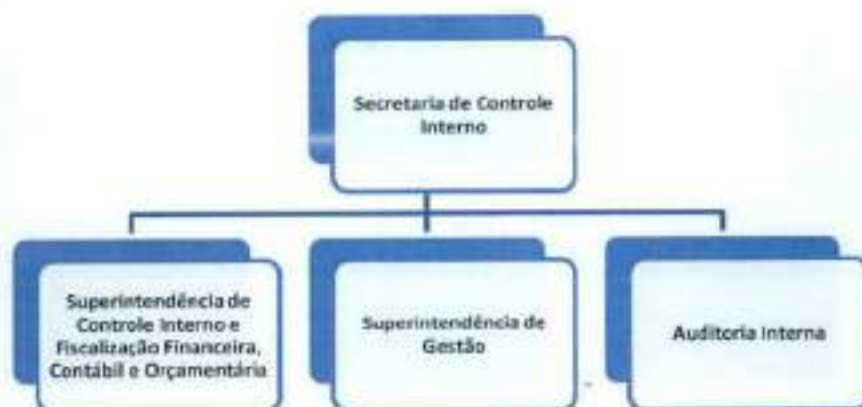 Secretaria de Controle
Interno
Superintendência de
Controle Interno e
Fiscalização Financeira,
Contábil e Orçamentária
Superintendência de
Gestão
Auditoria Interna